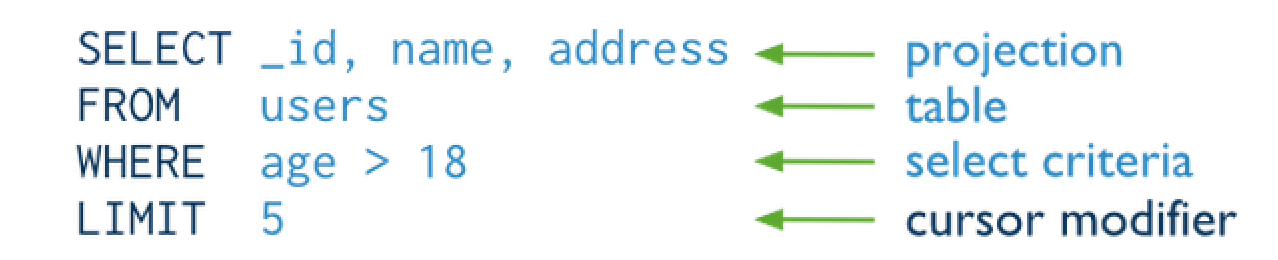 SELECT _id, name, address projection
FROM users table
WHERE age > 18 select criteria
LIMIT 5 cursor modifier